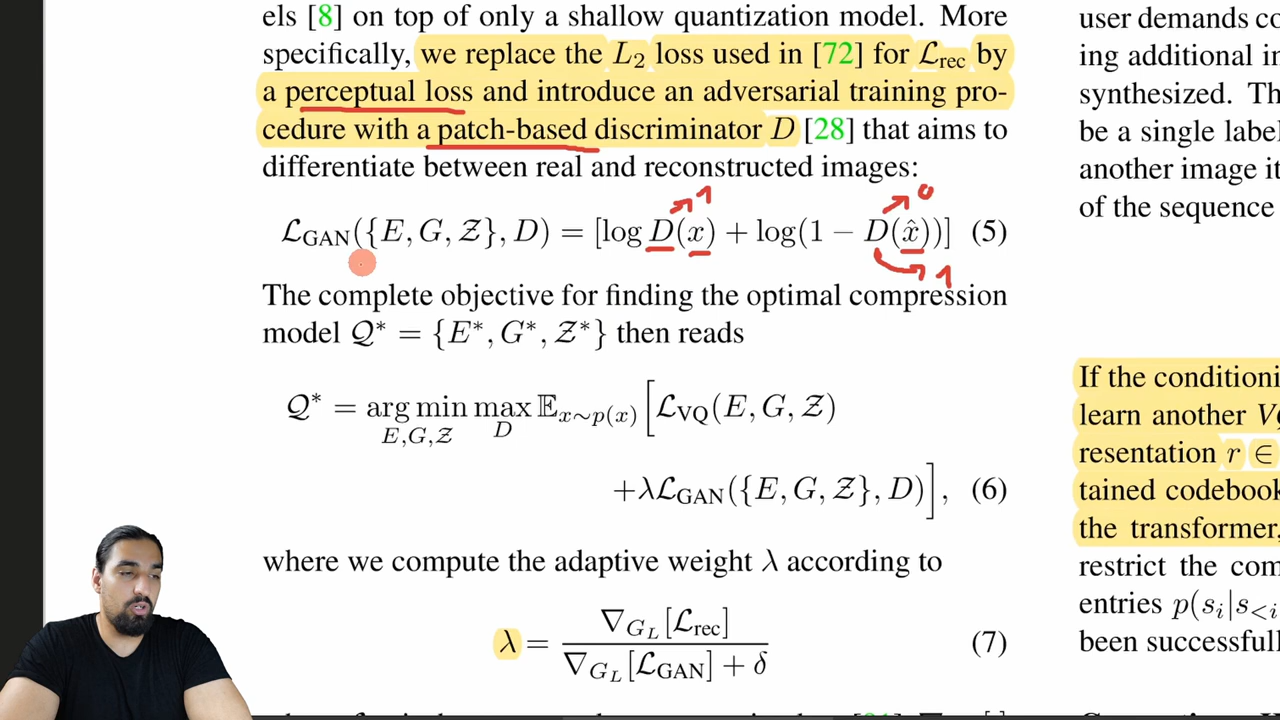 els [8] on top of only a shallow quantization model. More
specifically, we replace the L₂ loss used in [72] for ℒrec by
a perceptual loss and introduce an adversarial training pro-
cedure with a patch-based discriminator D [28] that aims to
differentiate between real and reconstructed images:
1 0
ℒGAN({E, G, 𝒵}, D) = [log D(x) + log(1 − D(x̂))] (5)
1
The complete objective for finding the optimal compression
model 𝒬* = {E*, G*, 𝒵*} then reads
𝒬* = arg min max 𝔼x∼p(x) [ℒVQ(E, G, 𝒵)
E,G,𝒵 D
+λℒGAN({E, G, 𝒵}, D)], (6)
where we compute the adaptive weight λ according to
λ = ∇G_L[ℒrec] / ∇G_L[ℒGAN] + δ (7)
user demands co
ing additional in
synthesized. Th
be a single label
another image it
of the sequence
If the conditioni
learn another VQ
resentation r ∈
tained codebook
the transformer,
restrict the com
entries p(sᵢ|s<ᵢ
been successfull